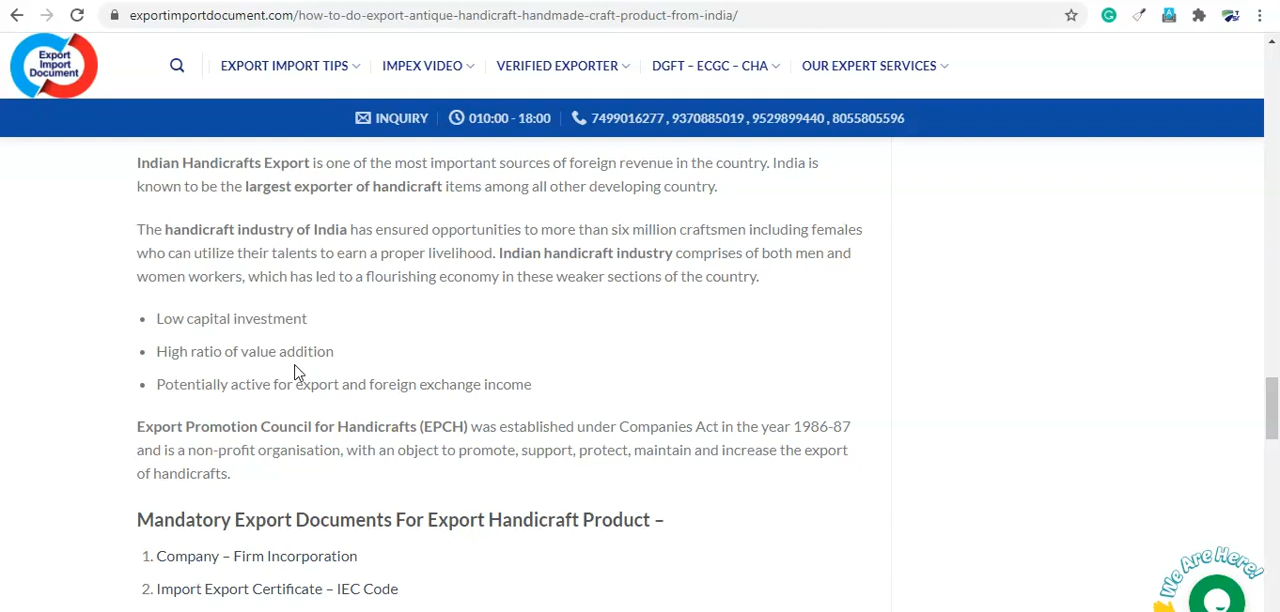 exportimportdocument.com/how-to-do-export-antique-handicraft-handmade-craft-product-from-india/
Export
Import
Document
EXPORT IMPORT TIPS
IMPEX VIDEO
VERIFIED EXPORTER
DGFT – ECGC – CHA
OUR EXPERT SERVICES
INQUIRY
010:00 - 18:00
7499016277 , 9370885019 , 9529899440 , 8055805596
Indian Handicrafts Export is one of the most important sources of foreign revenue in the country. India is
known to be the largest exporter of handicraft items among all other developing country.
The handicraft industry of India has ensured opportunities to more than six million craftsmen including females
who can utilize their talents to earn a proper livelihood. Indian handicraft industry comprises of both men and
women workers, which has led to a flourishing economy in these weaker sections of the country.
• Low capital investment
• High ratio of value addition
• Potentially active for export and foreign exchange income
Export Promotion Council for Handicrafts (EPCH) was established under Companies Act in the year 1986-87
and is a non-profit organisation, with an object to promote, support, protect, maintain and increase the export
of handicrafts.
Mandatory Export Documents For Export Handicraft Product –
1. Company – Firm Incorporation
2. Import Export Certificate – IEC Code
We Are Here!